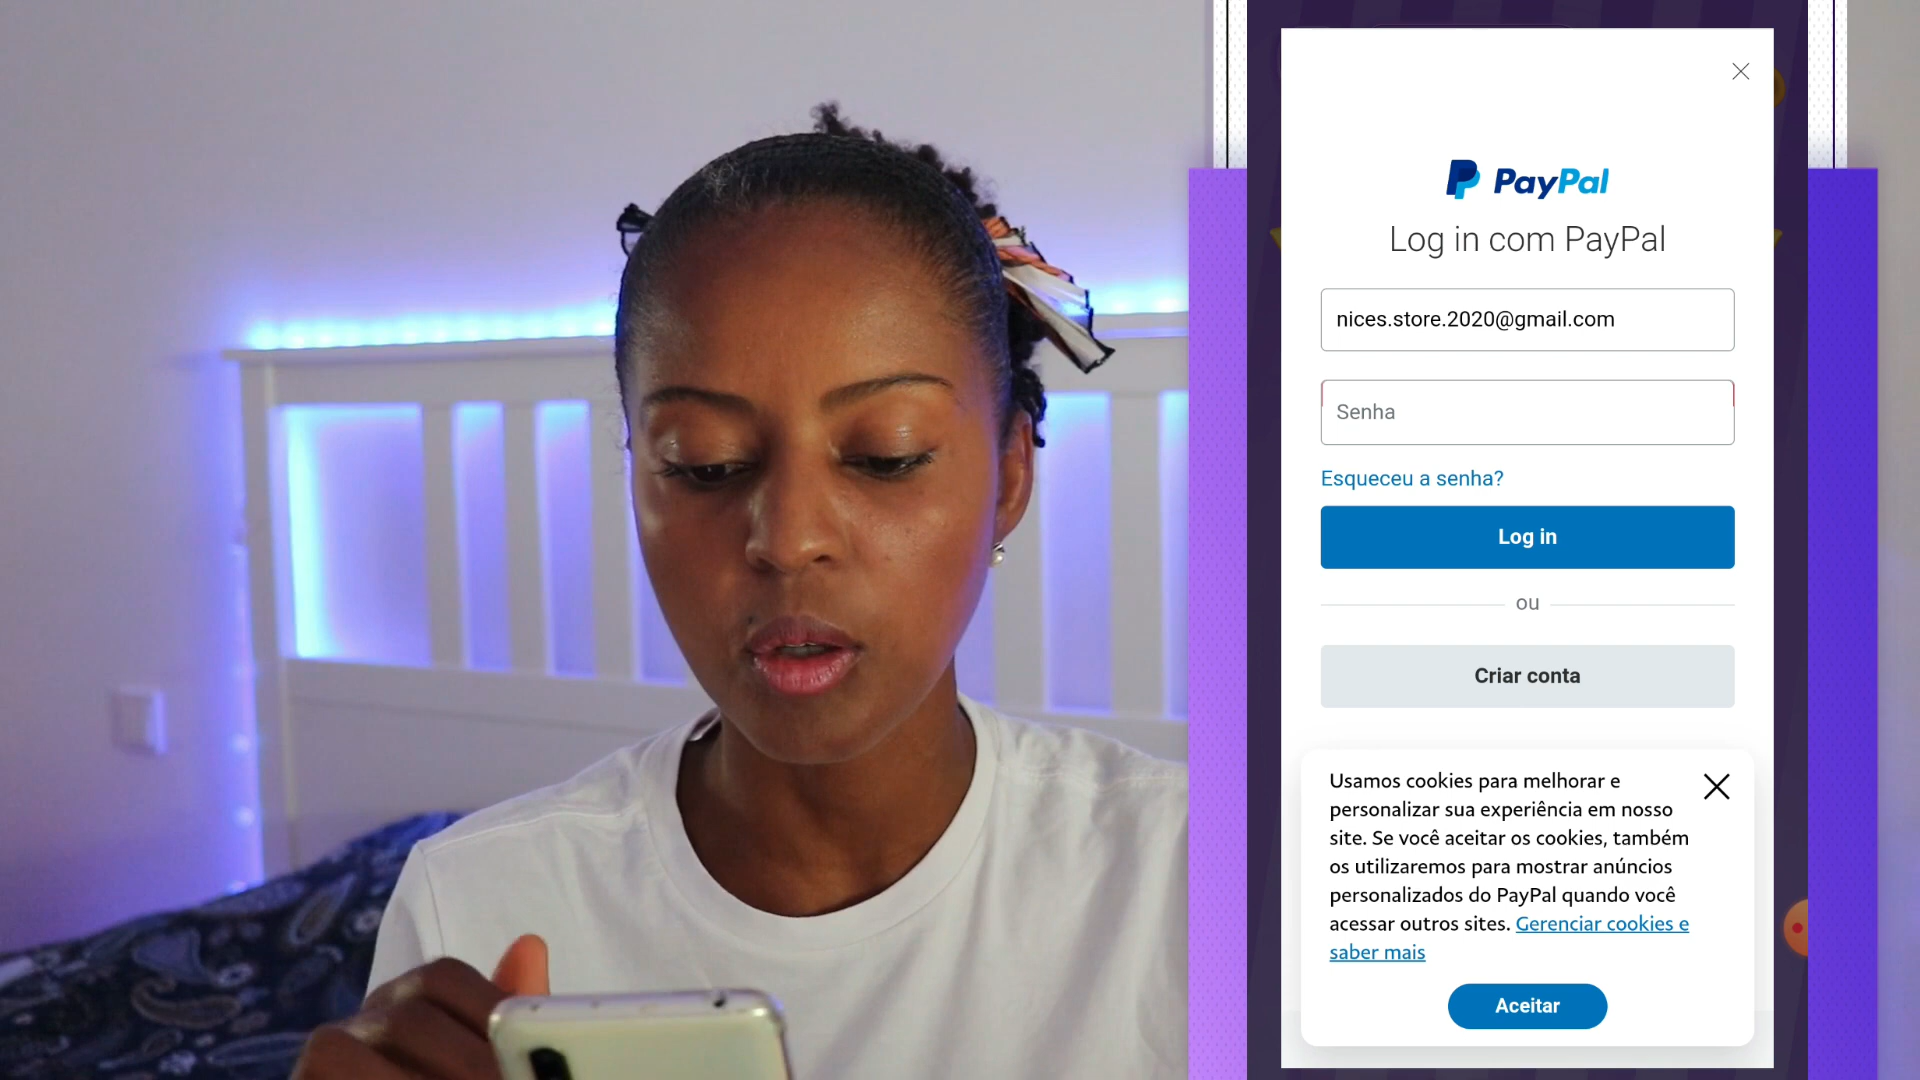 PayPal
Log in com PayPal
nices.store.2020@gmail.com
Senha
Esqueceu a senha?
Log in
ou
Criar conta
Usamos cookies para melhorar e
personalizar sua experiência em nosso
site. Se você aceitar os cookies, também
os utilizaremos para mostrar anúncios
personalizados do PayPal quando você
acessar outros sites. Gerenciar cookies e
saber mais
Aceitar